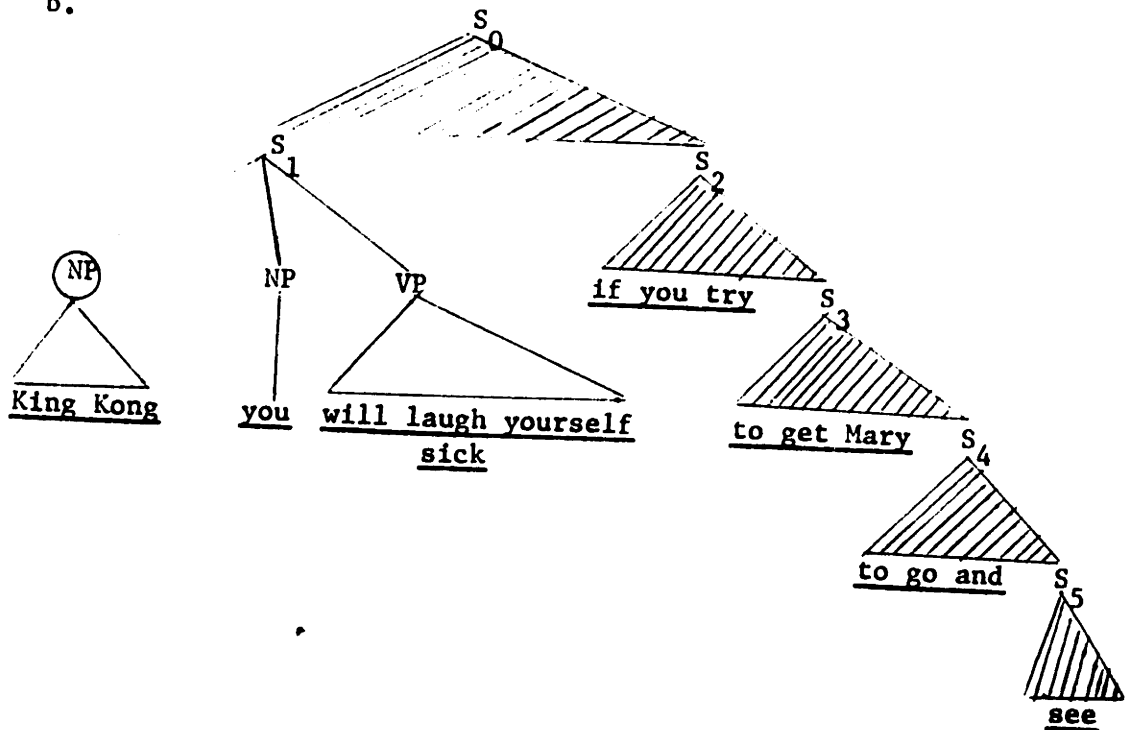 B.
S0
S1
S2
NP
NP
VP
if you try
S3
King Kong
you
will laugh yourself
sick
to get Mary
S4
to go and
S5
see